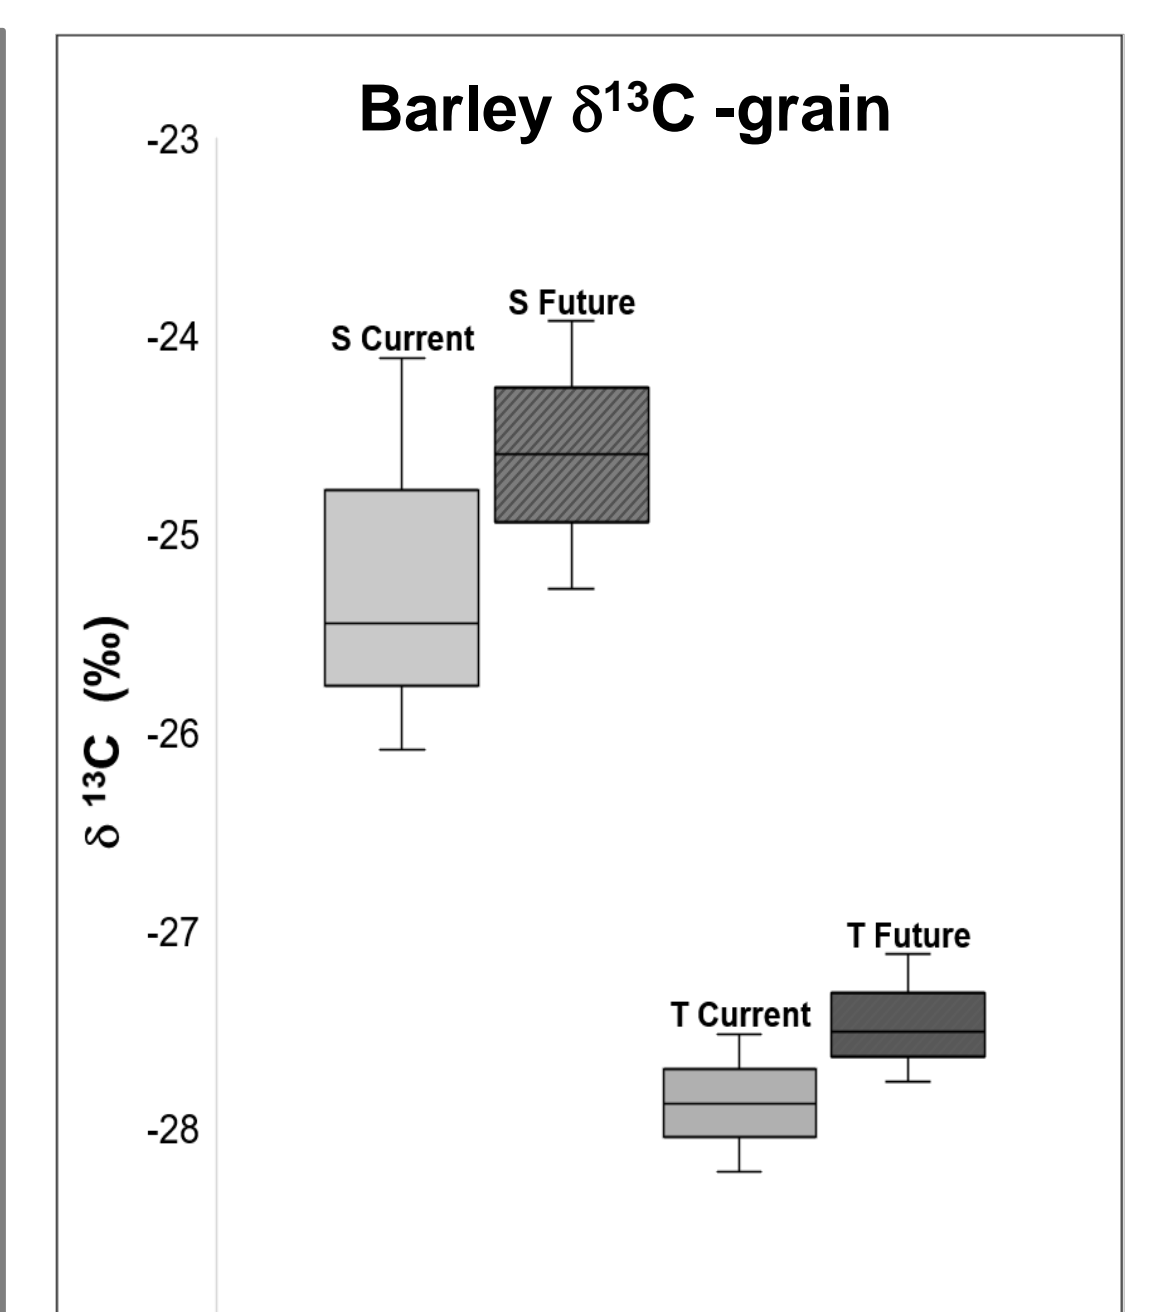 Barley δ¹³C -grain
-23
S Future
S Current
-24
-25
δ ¹³C (‰)
-26
-27
T Future
T Current
-28